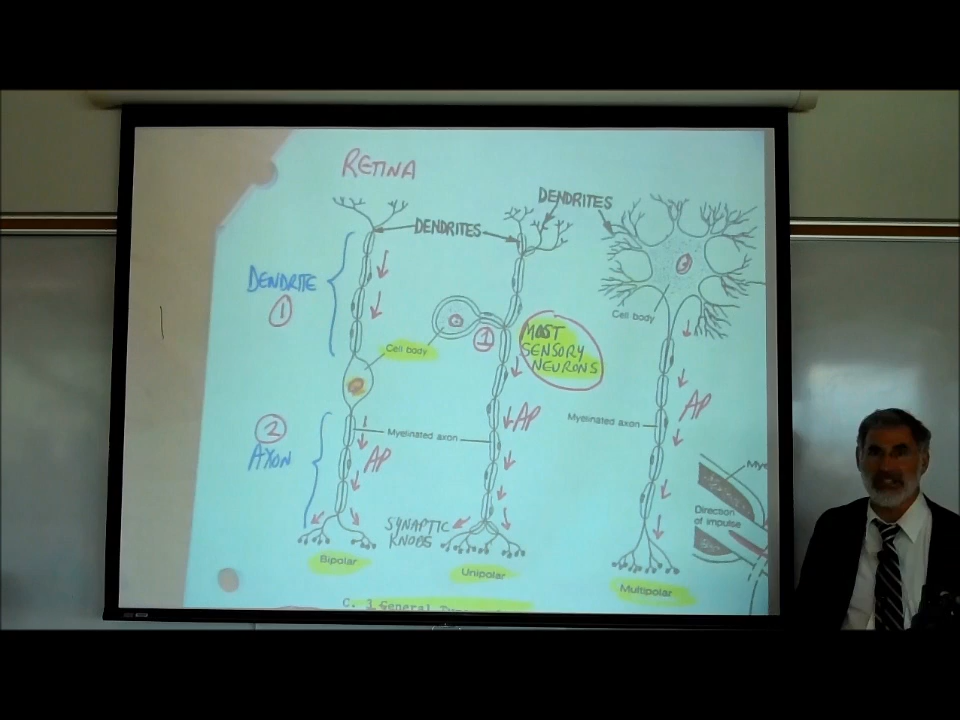 RETINA
DENDRITES
DENDRITES
DENDRITE
1
Cell body
1
MOST
SENSORY
NEURONS
Cell body
2
AXON
Myelinated axon
Myelinated axon
AP
AP
AP
SYNAPTIC
KNOBS
Direction
of impulse
Bipolar
Unipolar
Multipolar
C. 3 General